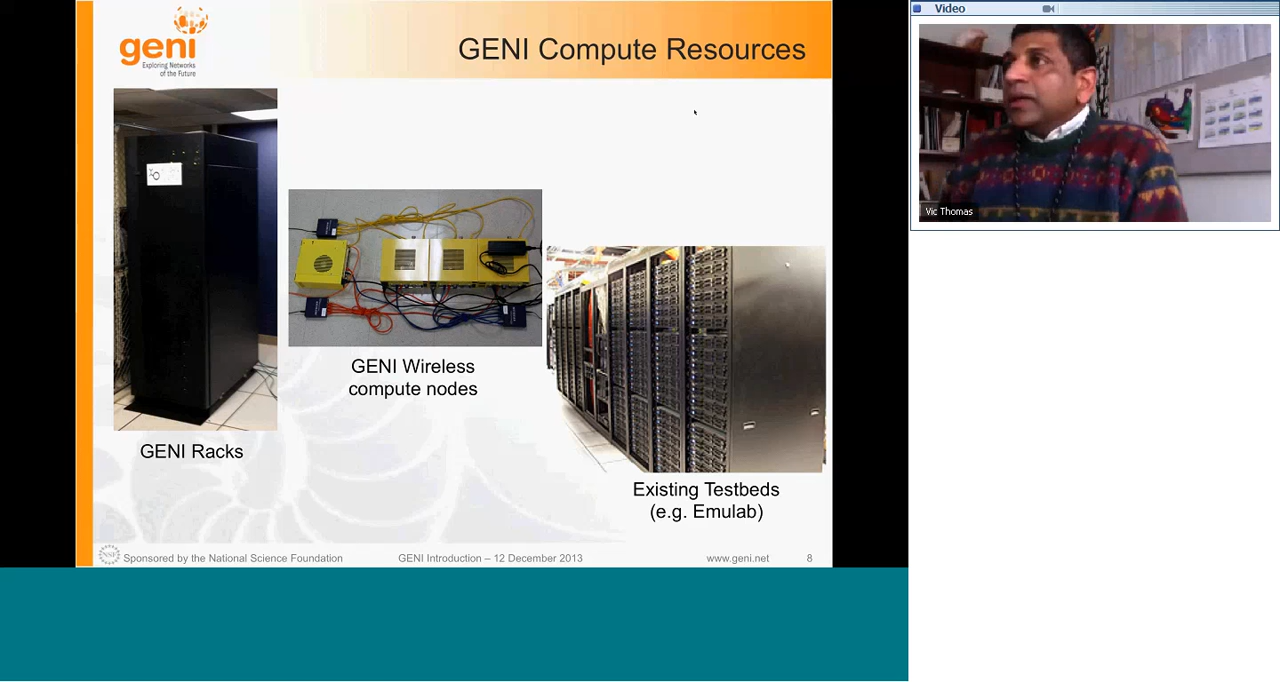 geni
Exploring Networks
of the Future
GENI Compute Resources
GENI Racks
GENI Wireless
compute nodes
Existing Testbeds
(e.g. Emulab)
NSF
Sponsored by the National Science Foundation
GENI Introduction – 12 December 2013
www.geni.net
8
Video
Vic Thomas